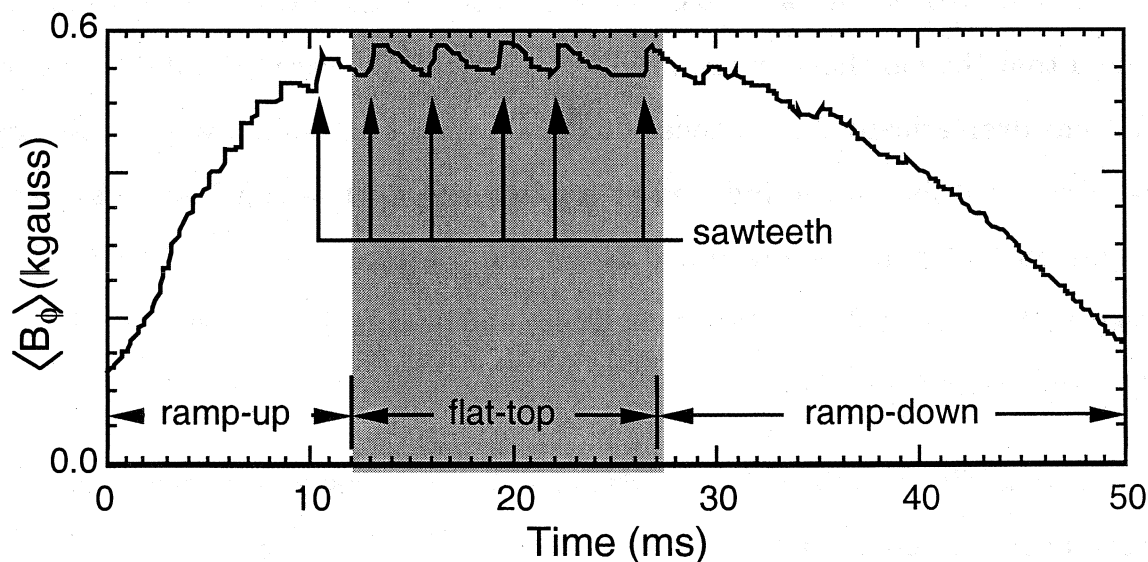 0.6
⟨B_ϕ⟩ (kgauss)
sawteeth
ramp-up flat-top ramp-down
0.0
0 10 20 30 40 50
Time (ms)